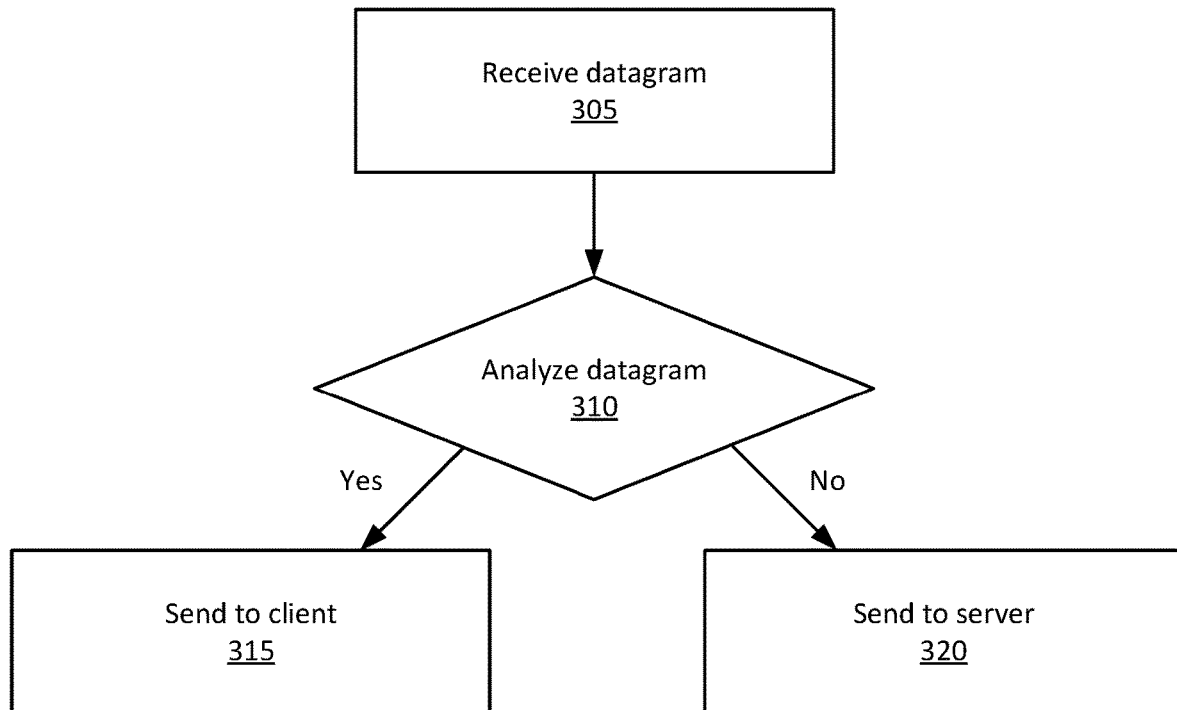 Receive datagram
305
Analyze datagram
310
Yes
No
Send to client
315
Send to server
320